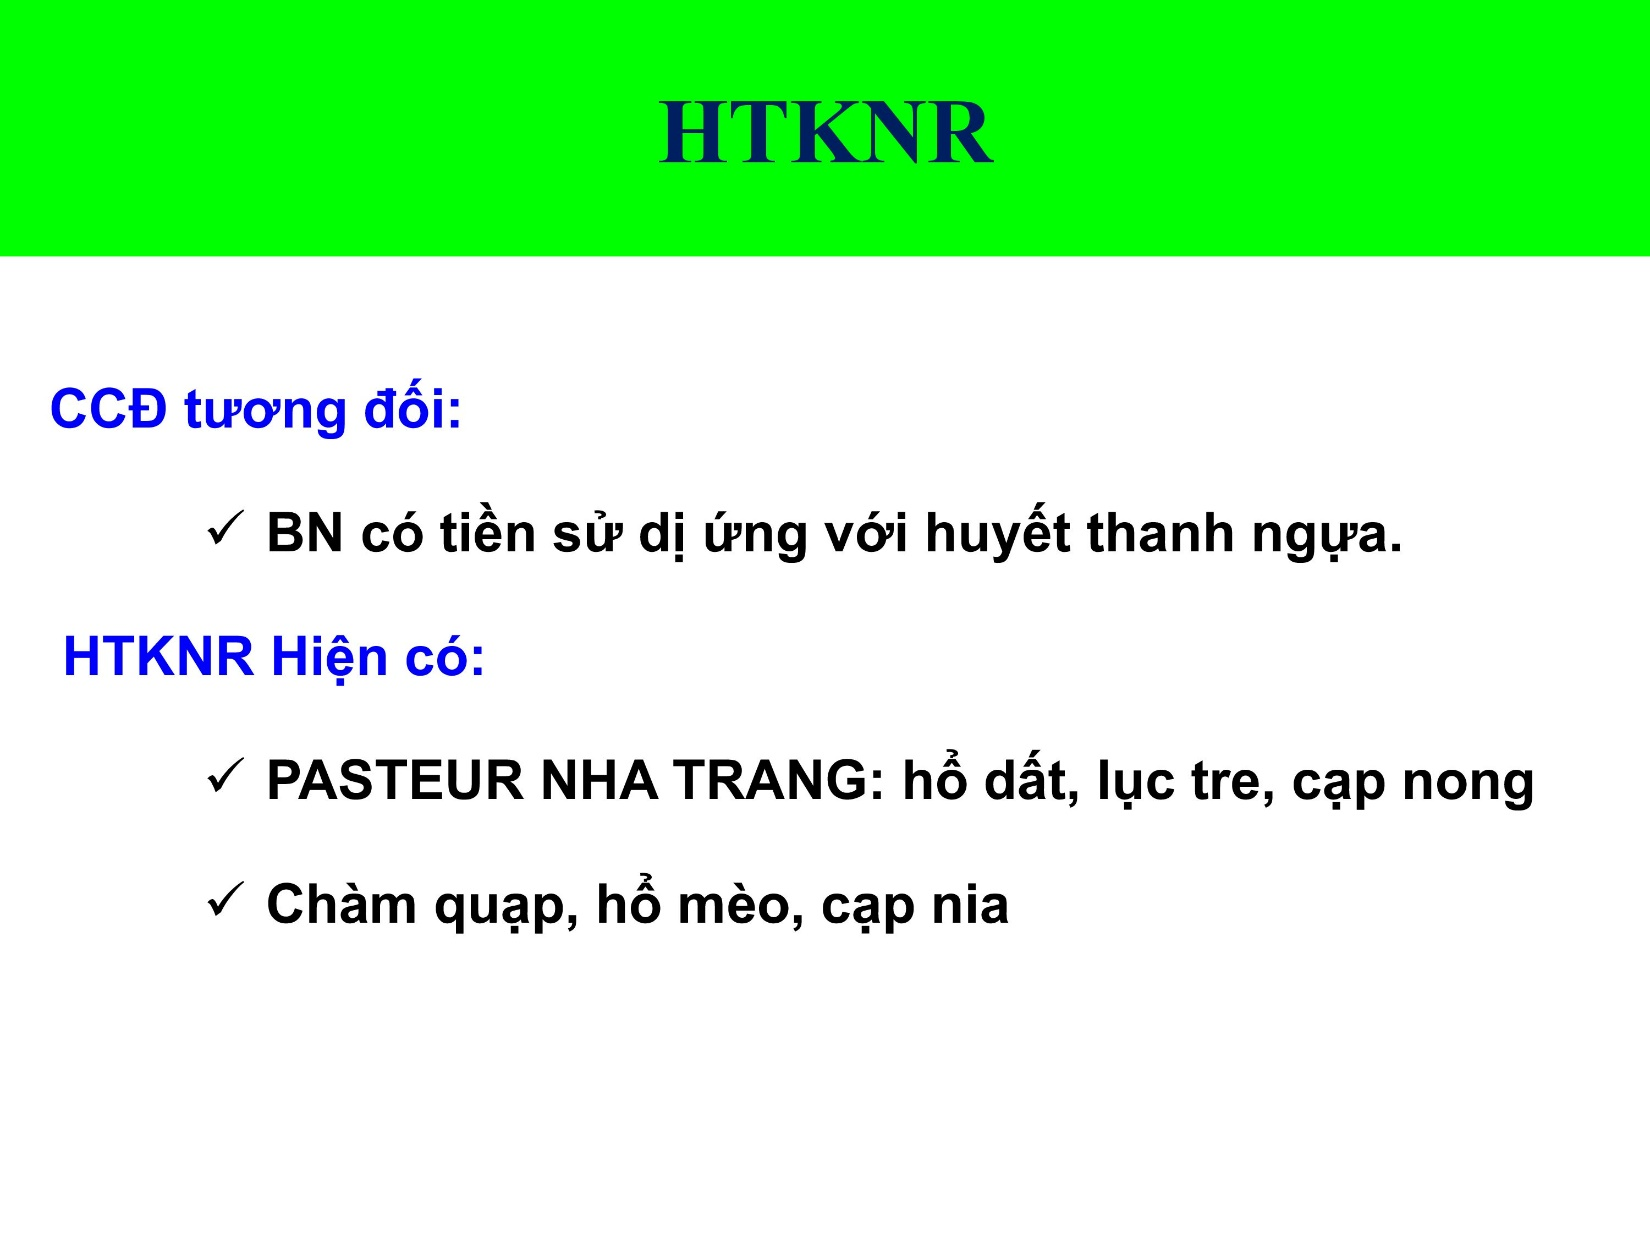 HTKNR
CCĐ tương đối:
✓ BN có tiền sử dị ứng với huyết thanh ngựa.
HTKNR Hiện có:
✓ PASTEUR NHA TRANG: hổ dất, lục tre, cạp nong
✓ Chàm quạp, hổ mèo, cạp nia